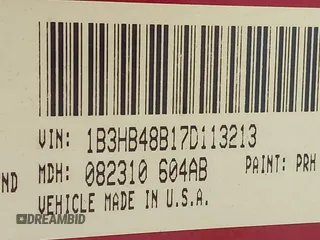 VIN: 1B3HB48B17D113213
ND MDH: 082310 604AB PAINT: PRH
VEHICLE MADE IN U.S.A.
DREAMBID